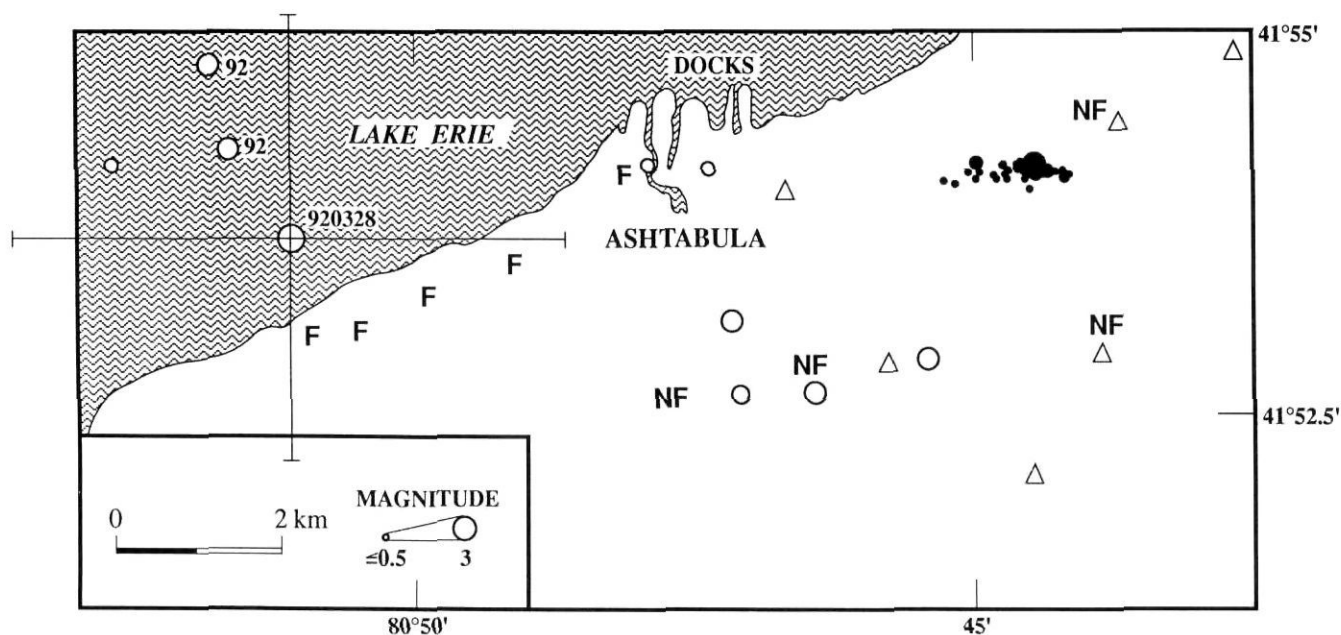 41°55'
DOCKS
92
NF
LAKE ERIE
92
F
920328
ASHTABULA
F
F
NF
F
F
NF
NF
41°52.5'
MAGNITUDE
0
2 km
≤0.5
3
80°50'
45'